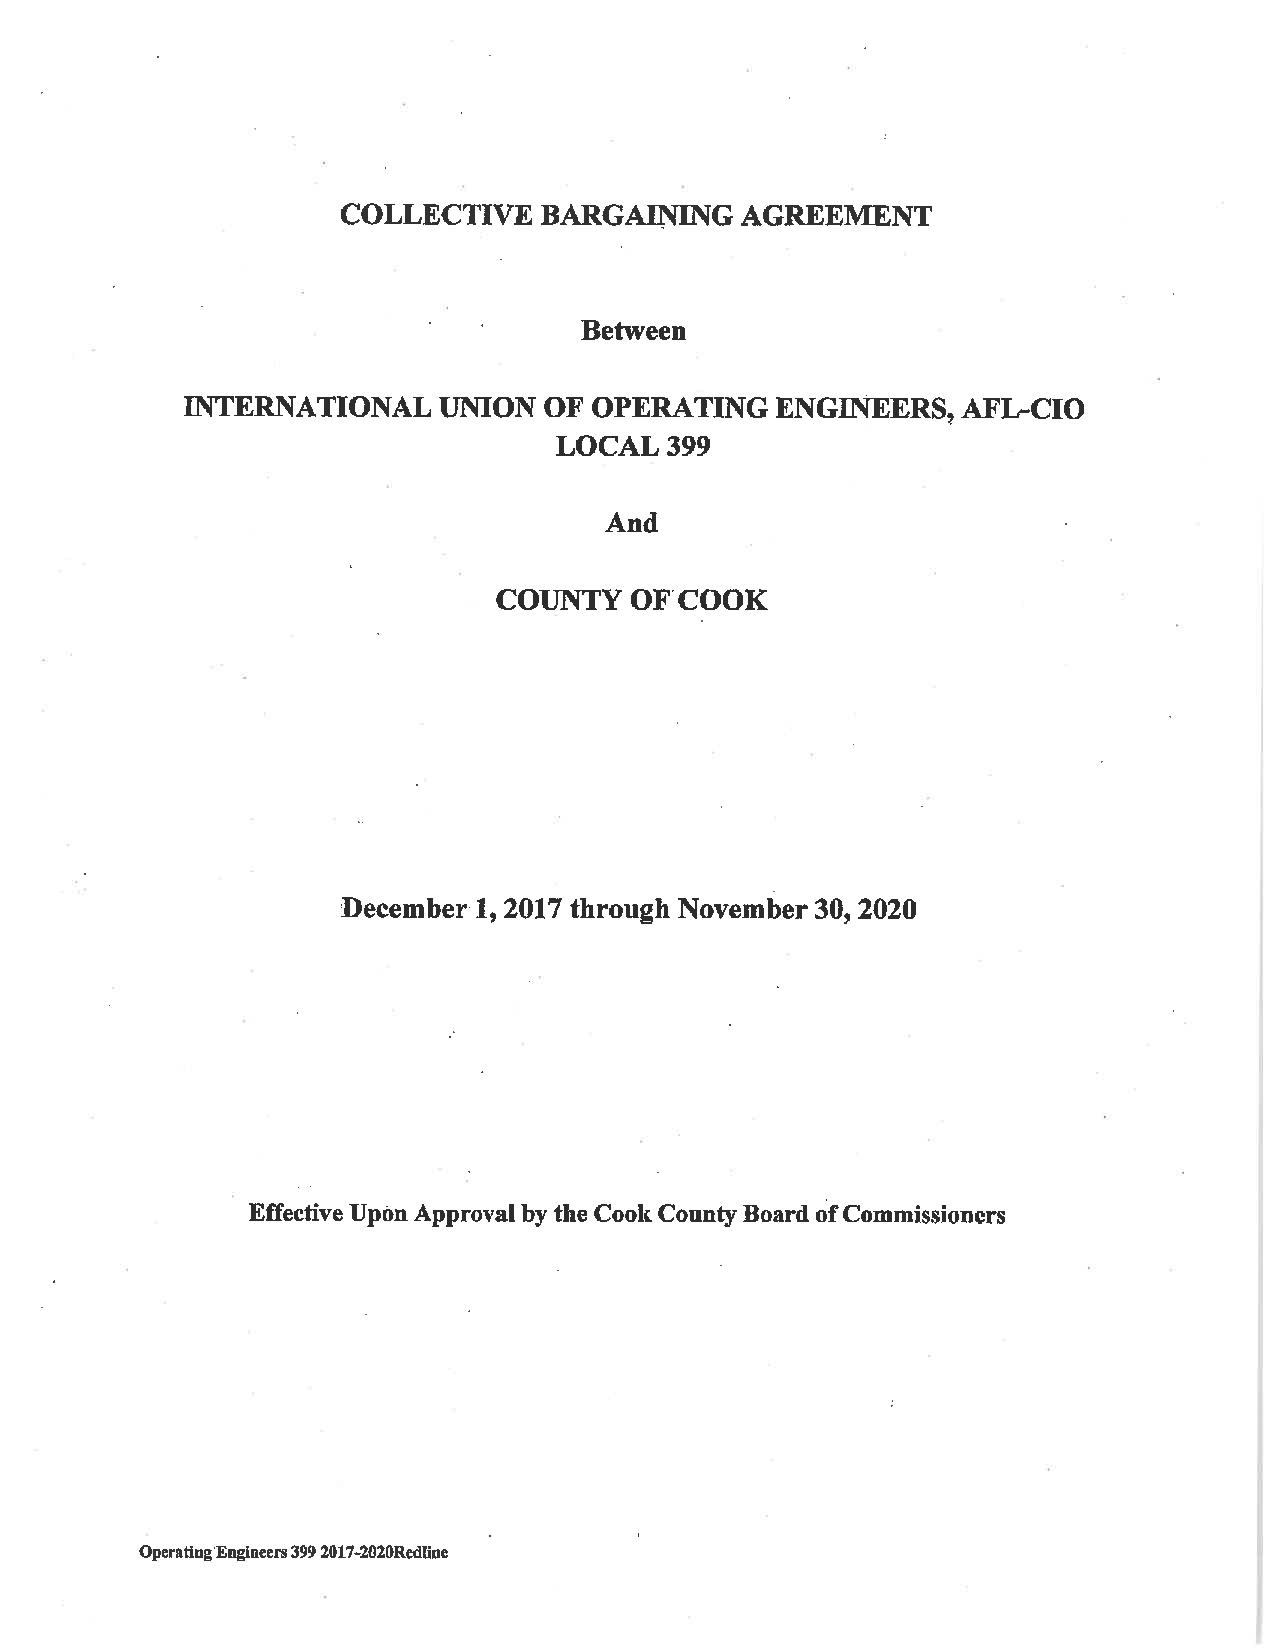 COLLECTIVE BARGAINING AGREEMENT
Between
INTERNATIONAL UNION OF OPERATING ENGINEERS, AFL-CIO
LOCAL 399
And
COUNTY OF COOK
December 1, 2017 through November 30, 2020
Effective Upon Approval by the Cook County Board of Commissioners
Operating Engineers 399 2017-2020Redline